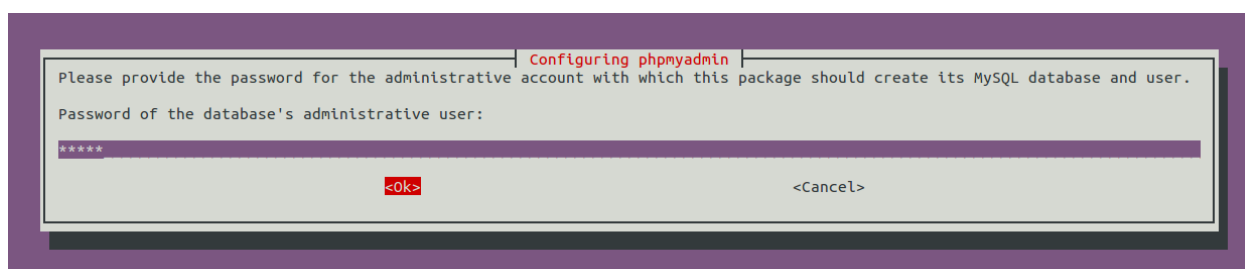 Configuring phpmyadmin
Please provide the password for the administrative account with which this package should create its MySQL database and user.
Password of the database's administrative user:
*****
<Ok> <Cancel>